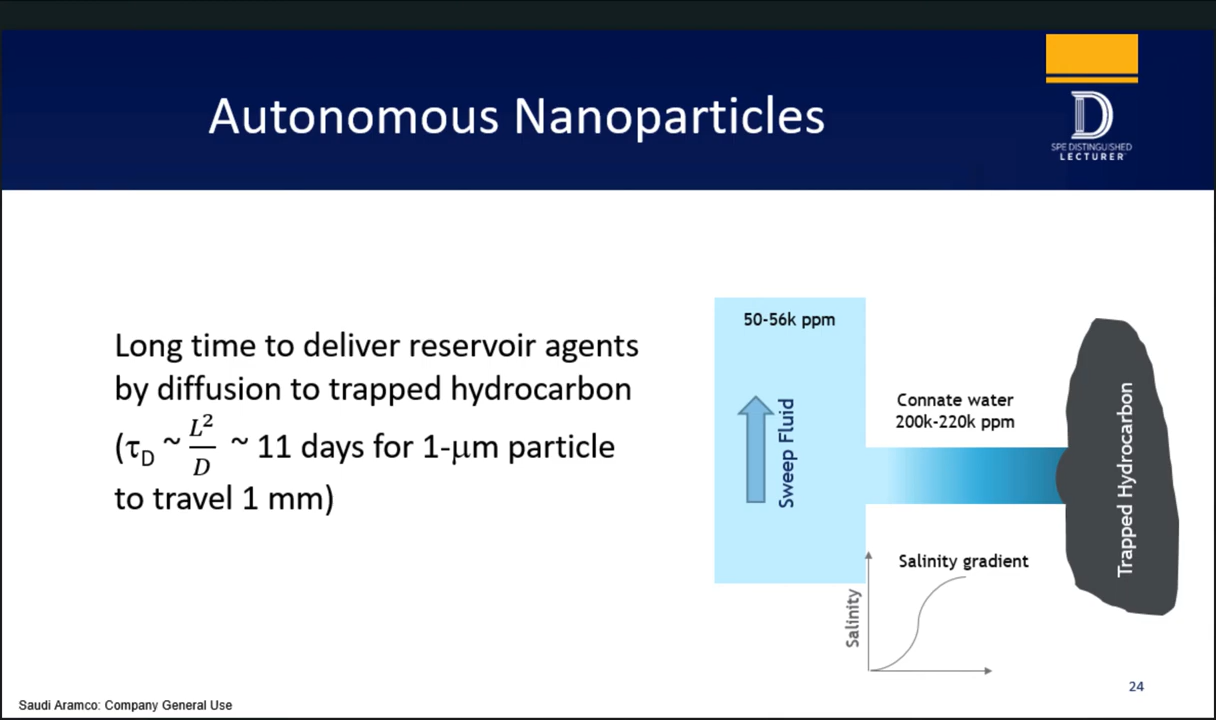 Autonomous Nanoparticles
D
SPE DISTINGUISHED
LECTURER
Long time to deliver reservoir agents
by diffusion to trapped hydrocarbon
(τD ~ L²/D ~ 11 days for 1-μm particle
to travel 1 mm)
50-56k ppm
Sweep Fluid
Connate water
200k-220k ppm
Trapped Hydrocarbon
Salinity gradient
Salinity
24
Saudi Aramco: Company General Use